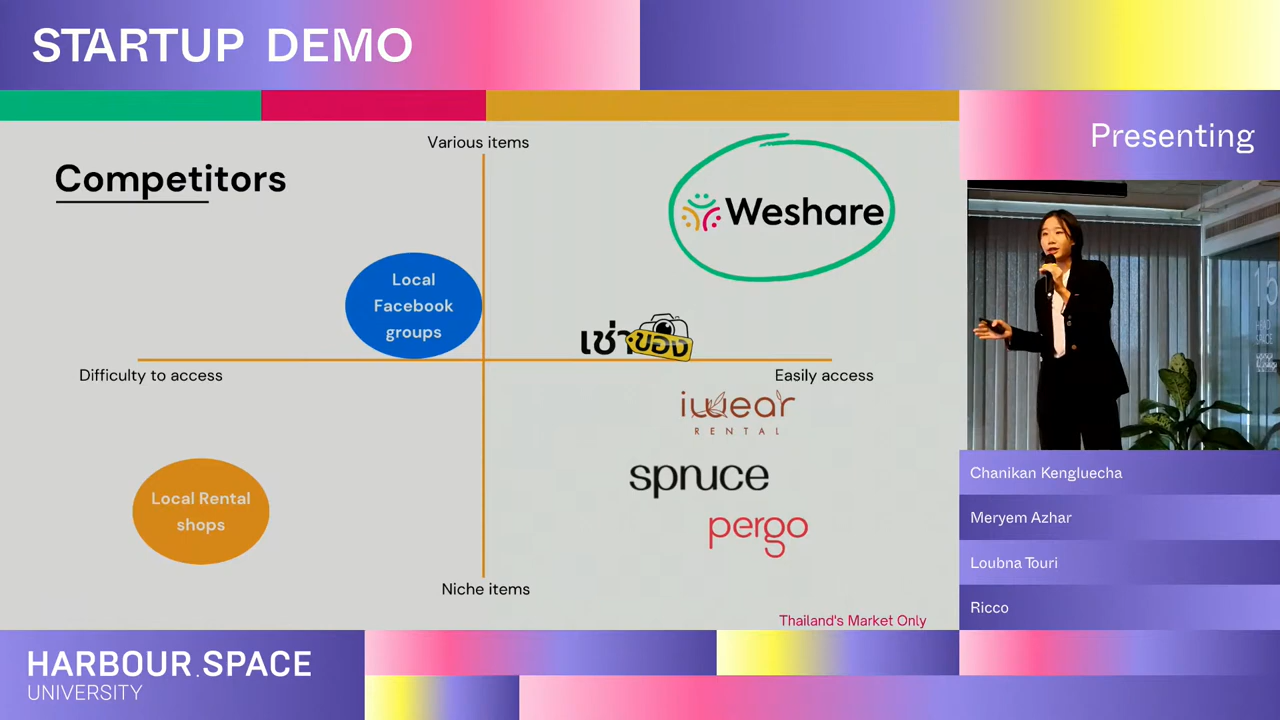 STARTUP DEMO
Presenting
Competitors
Various items
Weshare
Local
Facebook
groups
เช่าของ
Difficulty to access
Easily access
iwear
RENTAL
spruce
pergo
Local Rental
shops
Niche items
Thailand's Market Only
Chanikan Kengluecha
Meryem Azhar
Loubna Touri
Ricco
HARBOUR.SPACE
UNIVERSITY